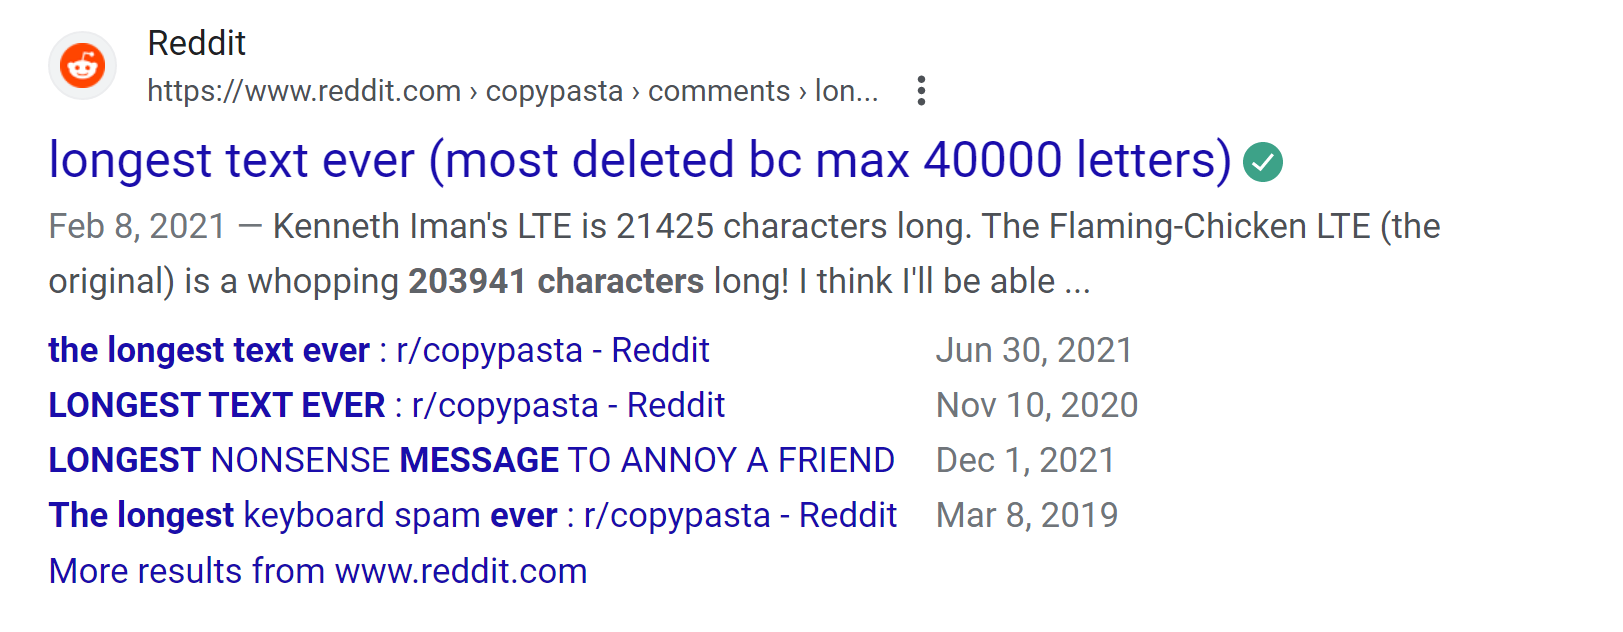 Reddit
https://www.reddit.com › copypasta › comments › lon...
longest text ever (most deleted bc max 40000 letters)
Feb 8, 2021 — Kenneth Iman's LTE is 21425 characters long. The Flaming-Chicken LTE (the
original) is a whopping 203941 characters long! I think I'll be able ...
the longest text ever : r/copypasta - Reddit Jun 30, 2021
LONGEST TEXT EVER : r/copypasta - Reddit Nov 10, 2020
LONGEST NONSENSE MESSAGE TO ANNOY A FRIEND Dec 1, 2021
The longest keyboard spam ever : r/copypasta - Reddit Mar 8, 2019
More results from www.reddit.com